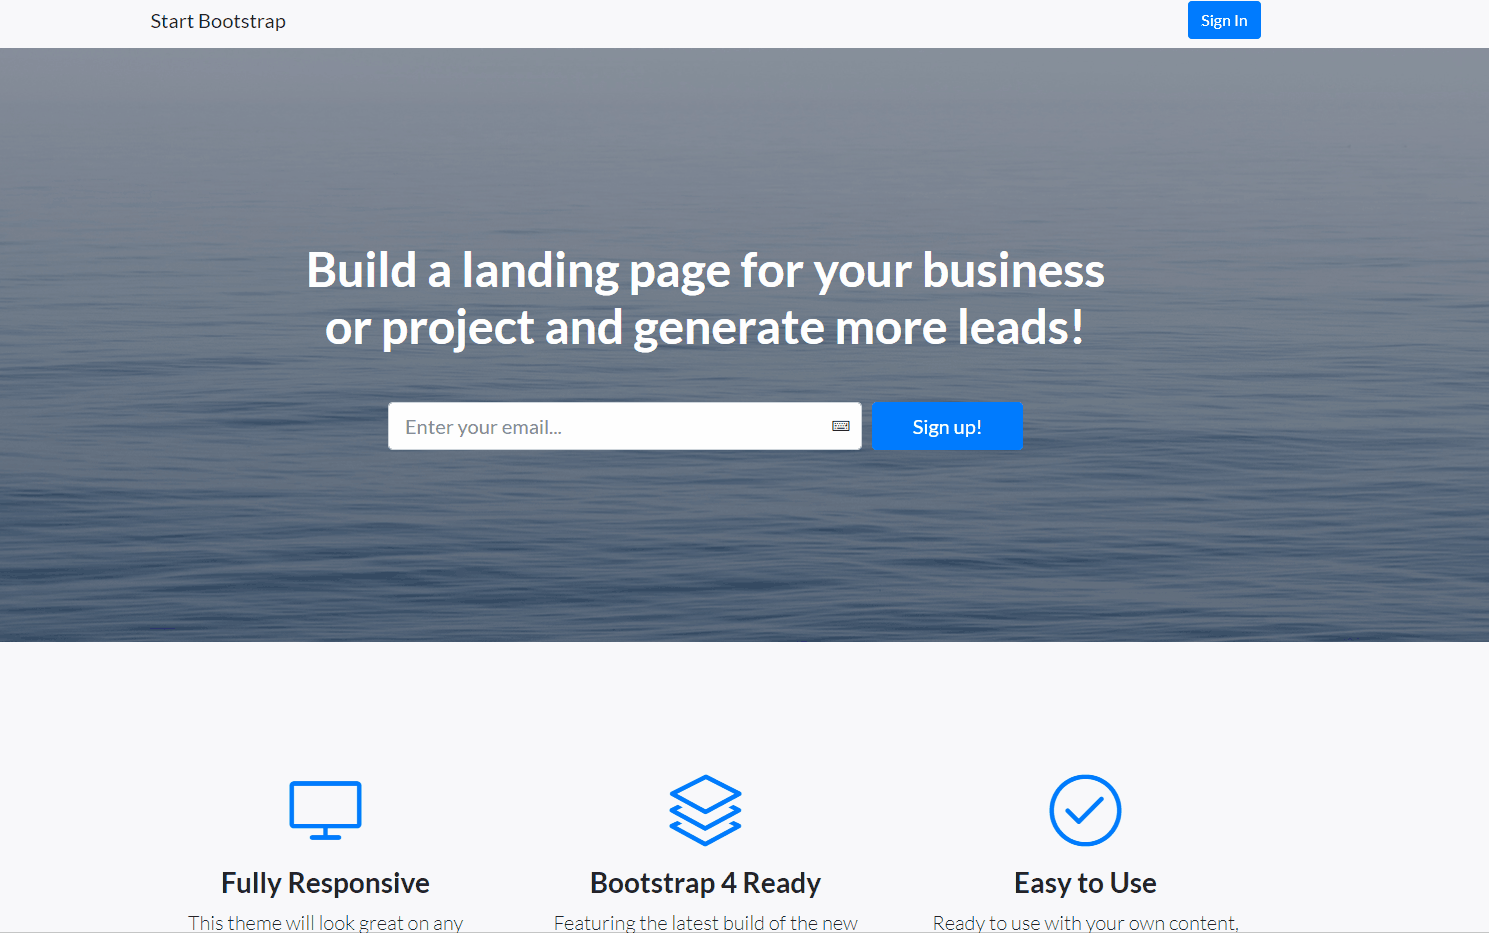 Start Bootstrap
Sign In
Build a landing page for your business
or project and generate more leads!
Enter your email...
Sign up!
Fully Responsive
Bootstrap 4 Ready
Easy to Use
This theme will look great on any
Featuring the latest build of the new
Ready to use with your own content,